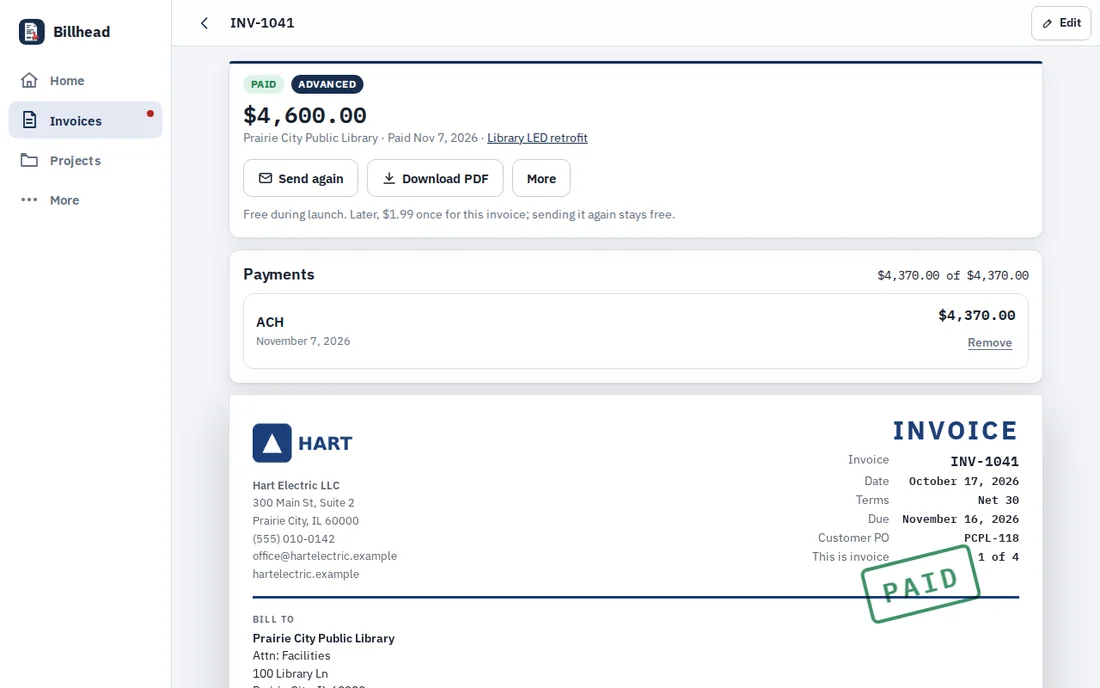 Billhead
Home
Invoices
Projects
More
INV-1041
Edit
PAID ADVANCED
$4,600.00
Prairie City Public Library · Paid Nov 7, 2026 · Library LED retrofit
Send again
Download PDF
More
Free during launch. Later, $1.99 once for this invoice; sending it again stays free.
Payments
$4,370.00 of $4,370.00
ACH
November 7, 2026
$4,370.00
Remove
HART
Hart Electric LLC
300 Main St, Suite 2
Prairie City, IL 60000
(555) 010-0142
office@hartelectric.example
hartelectric.example
INVOICE
Invoice INV-1041
Date October 17, 2026
Terms Net 30
Due November 16, 2026
Customer PO PCPL-118
This is invoice 1 of 4
PAID
BILL TO
Prairie City Public Library
Attn: Facilities
100 Library Ln
Prairie City, IL 60000